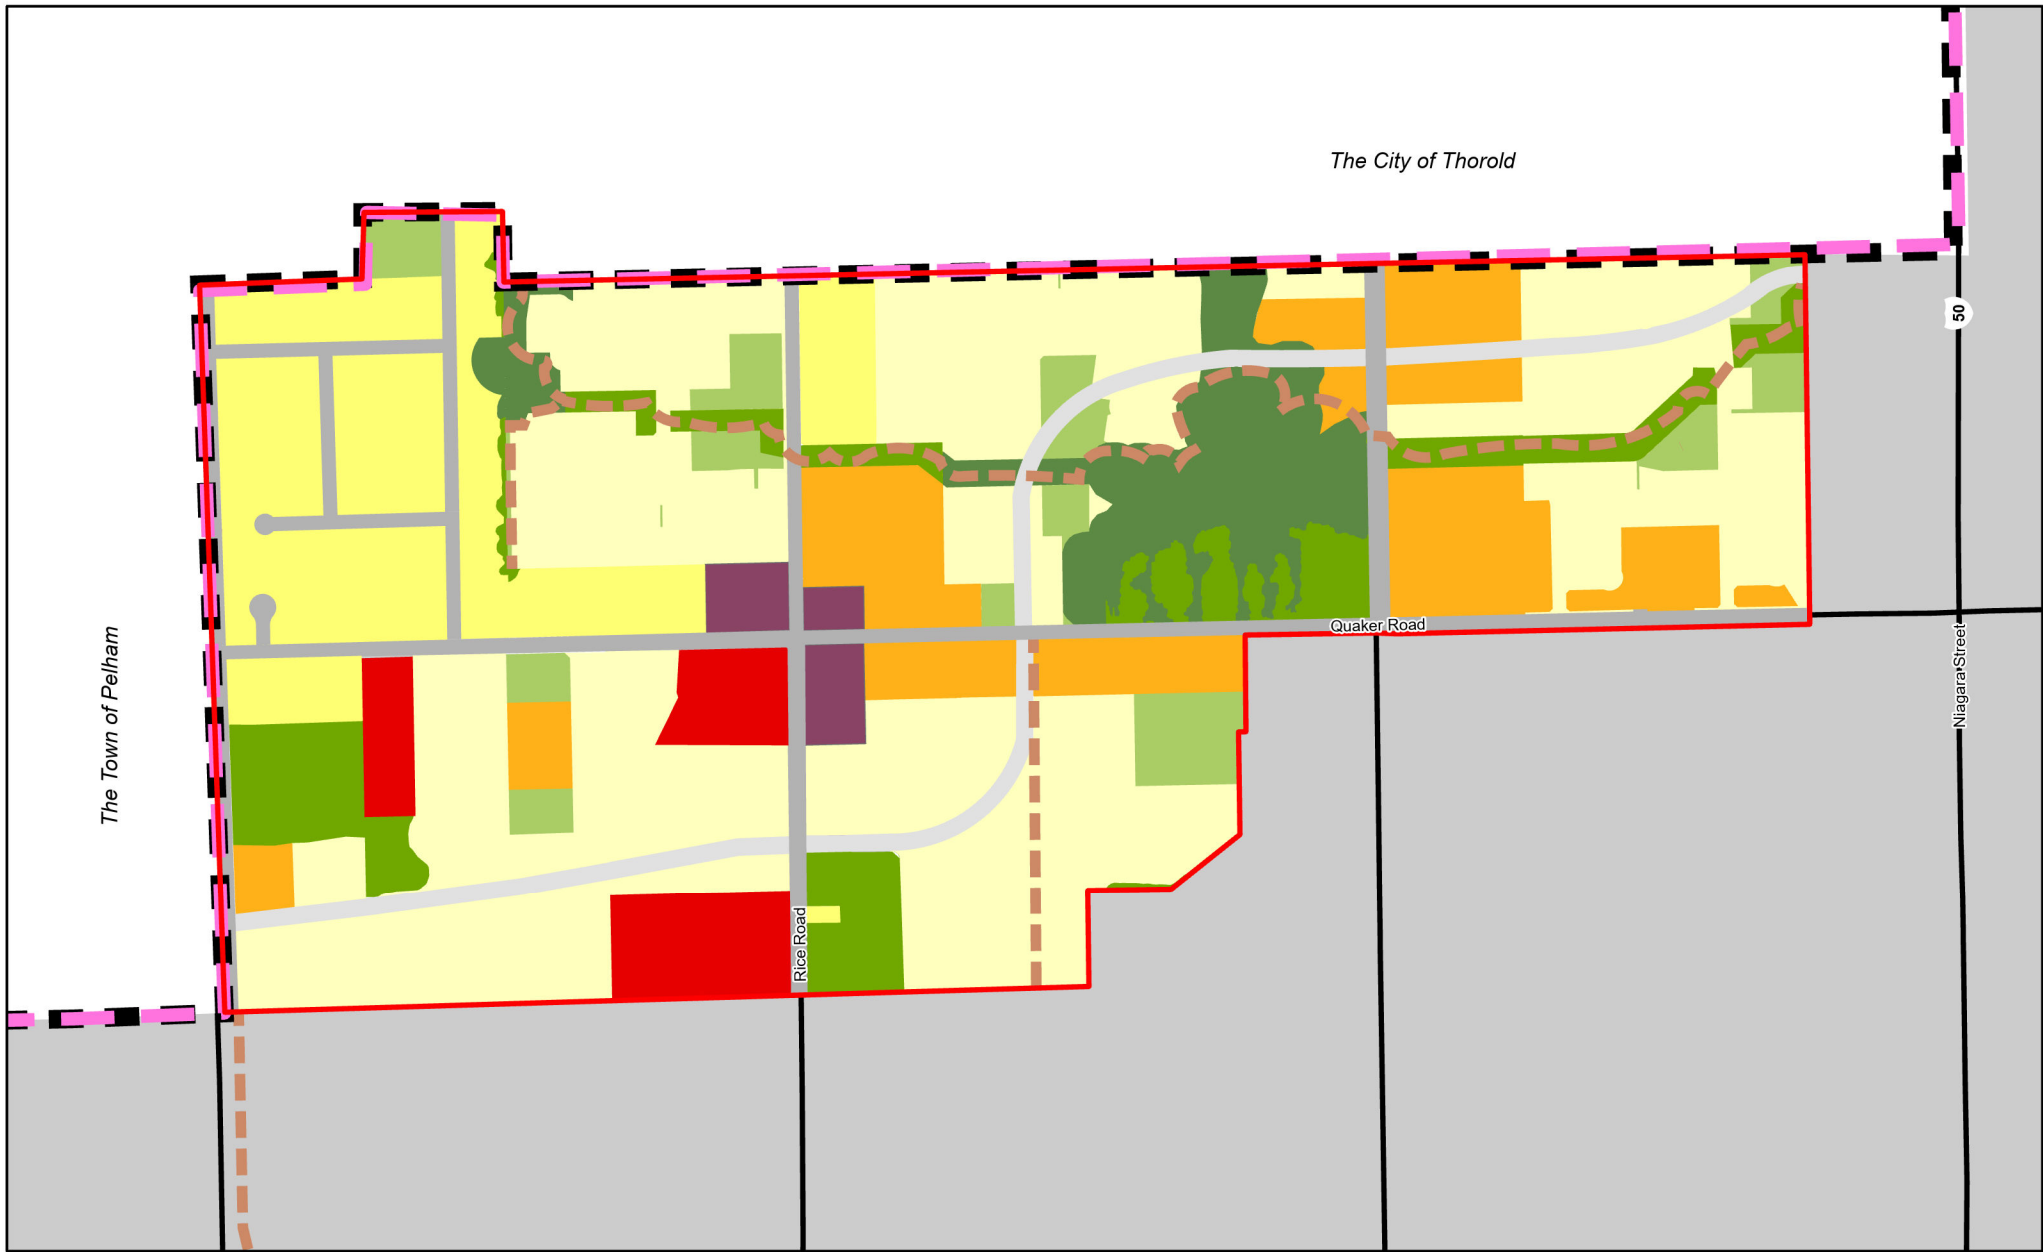 The City of Thorold
50
The Town of Pelham
Quaker Road
Niagara Street
Rice Road